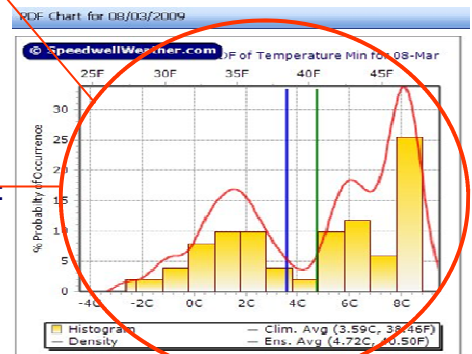 PDF Chart for 08/03/2009
© SpeedwellWeather.com
PDF of Temperature Min for 08-Mar
25F 30F 35F 40F 45F
% Probability of Occurrence
30
25
20
15
10
5
0
-2C 0C 2C 4C 6C 8C
Histogram
Density
Clim. Avg (3.59C, 38.46F)
Ens. Avg (4.72C, 40.50F)